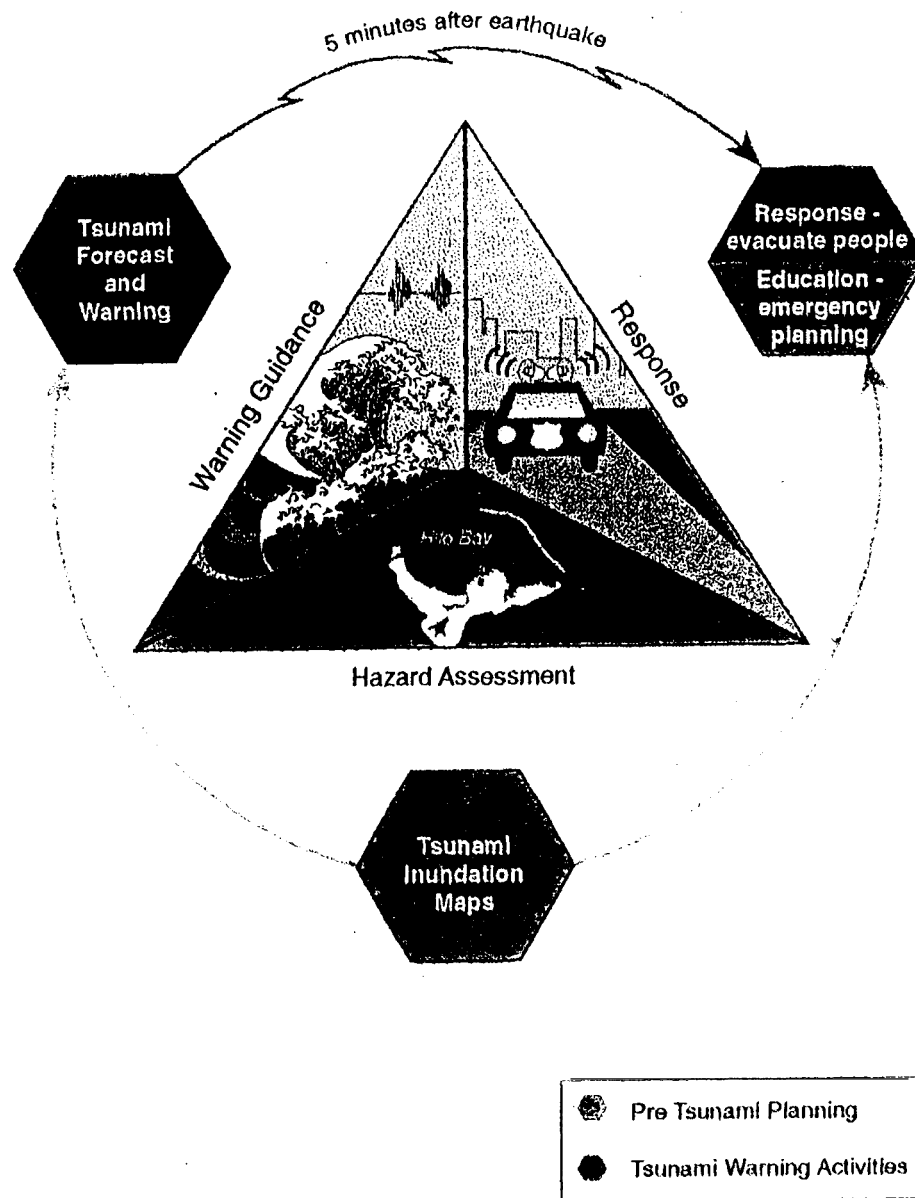 5 minutes after earthquake
Tsunami
Forecast
and
Warning
Response -
evacuate people
Education -
emergency
planning
Warning Guidance
Response
Hilo Bay
Hazard Assessment
Tsunami
Inundation
Maps
Pre Tsunami Planning
Tsunami Warning Activities